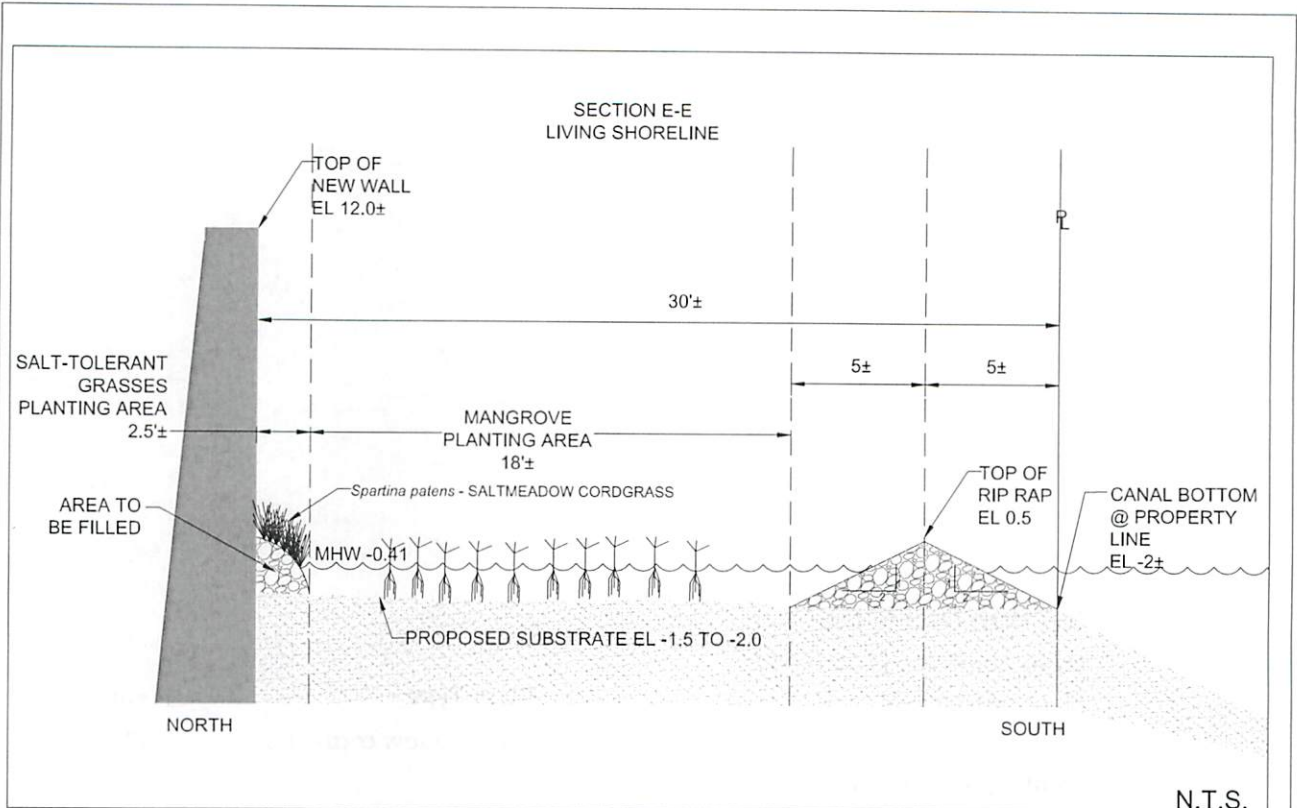 SECTION E-E
LIVING SHORELINE
TOP OF
NEW WALL
EL 12.0±
PL
30'±
SALT-TOLERANT
GRASSES
PLANTING AREA
2.5'±
MANGROVE
PLANTING AREA
18'±
5±
5±
Spartina patens - SALTMEADOW CORDGRASS
AREA TO
BE FILLED
MHW -0.41
TOP OF
RIP RAP
EL 0.5
CANAL BOTTOM
@ PROPERTY
LINE
EL -2±
PROPOSED SUBSTRATE EL -1.5 TO -2.0
NORTH
SOUTH
N.T.S.